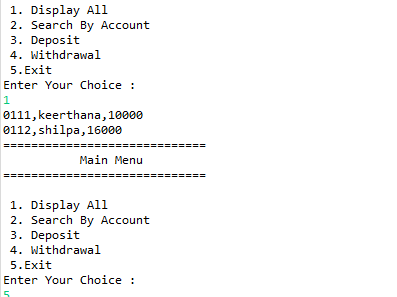 1. Display All
2. Search By Account
3. Deposit
4. Withdrawal
5.Exit
Enter Your Choice :
1
0111,keerthana,10000
0112,shilpa,16000
=============================
Main Menu
=============================
1. Display All
2. Search By Account
3. Deposit
4. Withdrawal
5.Exit
Enter Your Choice :
5